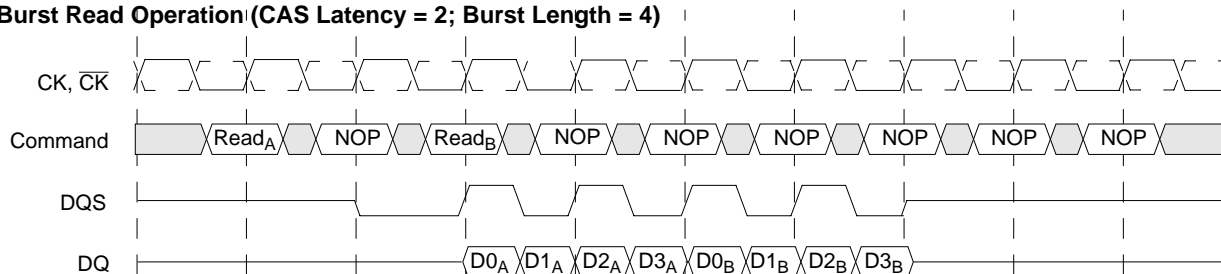 Burst Read Operation (CAS Latency = 2; Burst Length = 4)
CK, C̅K̅
Command ReadA NOP ReadB NOP NOP NOP NOP NOP NOP
DQS
DQ D0A D1A D2A D3A D0B D1B D2B D3B